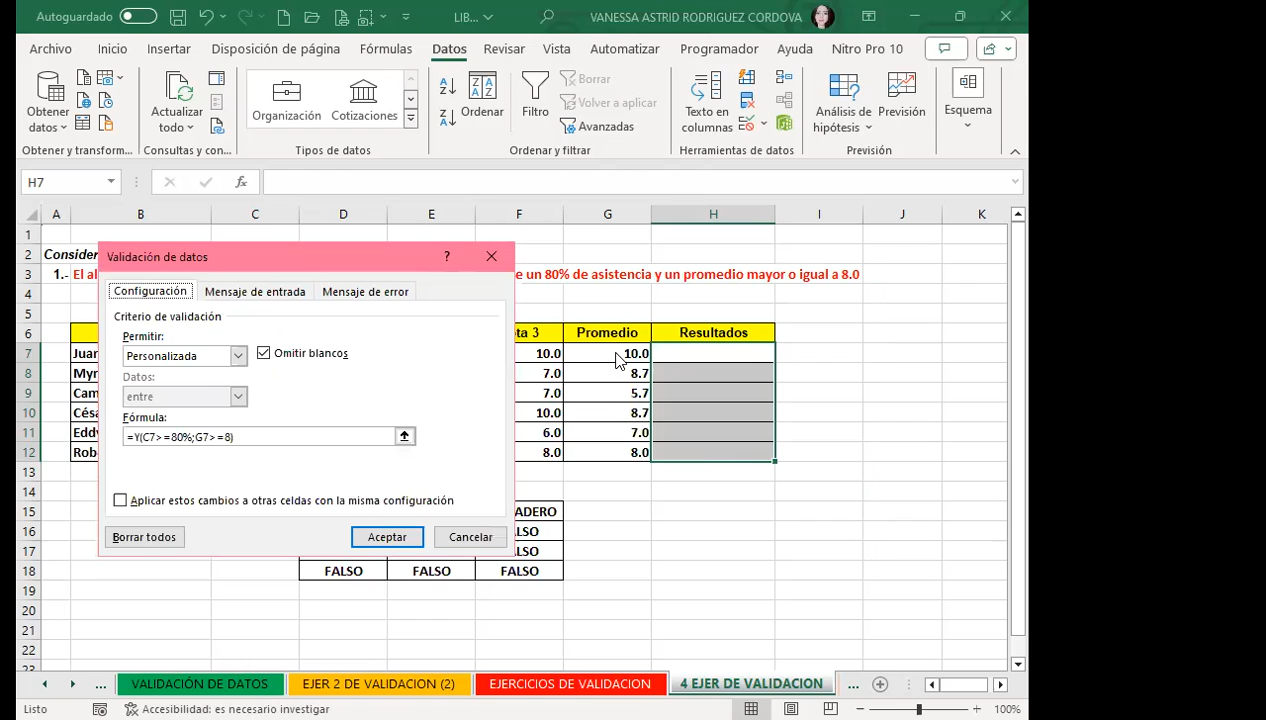 Autoguardado LIB... VANESSA ASTRID RODRIGUEZ CORDOVA
Archivo Inicio Insertar Disposición de página Fórmulas Datos Revisar Vista Automatizar Programador Ayuda Nitro Pro 10
Obtener datos
Actualizar todo
Organización Cotizaciones
Ordenar
Filtro
Borrar
Volver a aplicar
Avanzadas
Texto en columnas
Análisis de hipótesis
Previsión
Esquema
Obtener y transform... Consultas y con... Tipos de datos Ordenar y filtrar Herramientas de datos Previsión
H7 fx
A B C D E F G H I J K
1
2 Consider
3 1.- El al e un 80% de asistencia y un promedio mayor o igual a 8.0
4
5
6 ta 3 Promedio Resultados
7 Juar 10.0 10.0
8 Myr 7.0 8.7
9 Cam 7.0 5.7
10 Césa 10.0 8.7
11 Eddy 6.0 7.0
12 Robe 8.0 8.0
13
14
15 ADERO
16 LSO
17 LSO
18 FALSO FALSO FALSO
19
20
21
22
23
Validación de datos ?
Configuración Mensaje de entrada Mensaje de error
Criterio de validación
Permitir:
Personalizada Omitir blancos
Datos:
entre
Fórmula:
=Y(C7>=80%;G7>=8)
Aplicar estos cambios a otras celdas con la misma configuración
Borrar todos Aceptar Cancelar
... VALIDACIÓN DE DATOS EJER 2 DE VALIDACION (2) EJERCICIOS DE VALIDACION 4 EJER DE VALIDACION ...
Listo Accesibilidad: es necesario investigar 100%